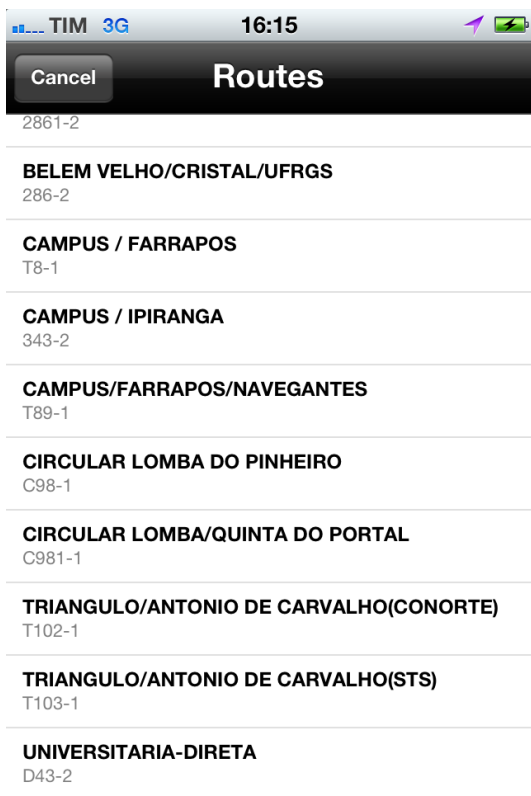 TIM 3G 16:15
Cancel Routes
2861-2
BELEM VELHO/CRISTAL/UFRGS
286-2
CAMPUS / FARRAPOS
T8-1
CAMPUS / IPIRANGA
343-2
CAMPUS/FARRAPOS/NAVEGANTES
T89-1
CIRCULAR LOMBA DO PINHEIRO
C98-1
CIRCULAR LOMBA/QUINTA DO PORTAL
C981-1
TRIANGULO/ANTONIO DE CARVALHO(CONORTE)
T102-1
TRIANGULO/ANTONIO DE CARVALHO(STS)
T103-1
UNIVERSITARIA-DIRETA
D43-2